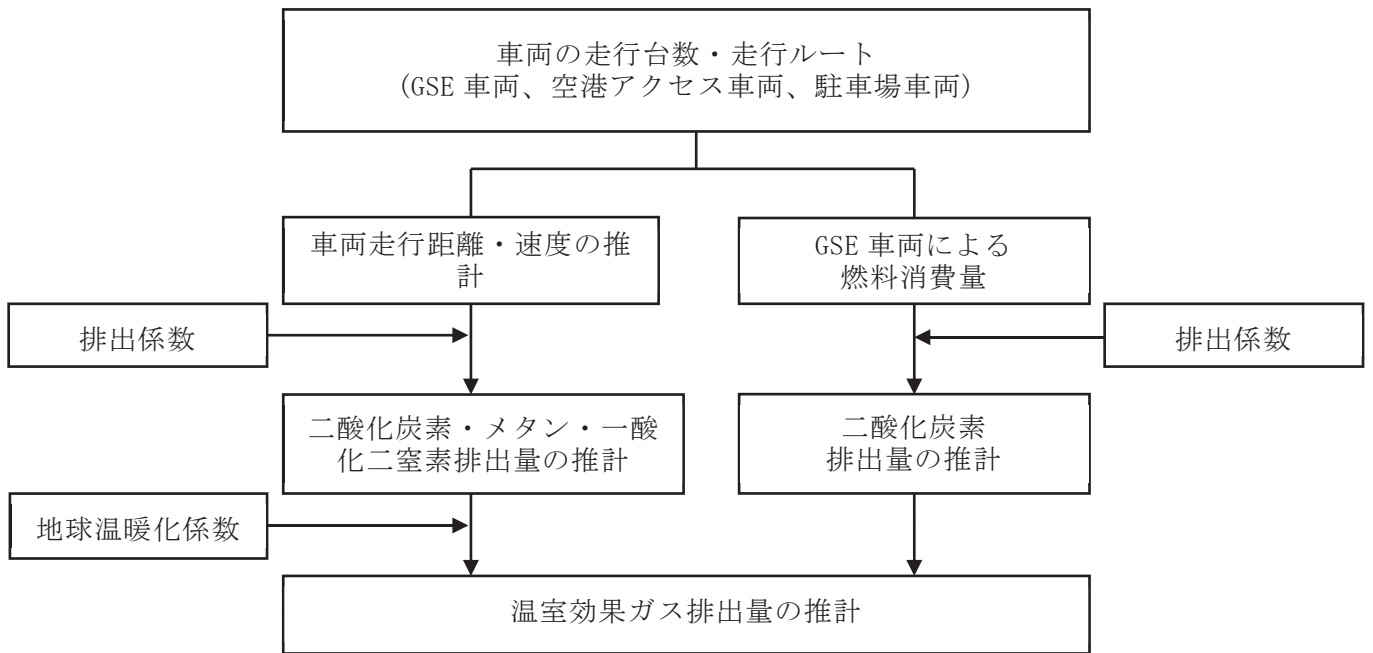 車両の走行台数・走行ルート
(GSE 車両、空港アクセス車両、駐車場車両)
車両走行距離・速度の推
計
GSE 車両による
燃料消費量
排出係数
排出係数
二酸化炭素・メタン・一酸
化二窒素排出量の推計
二酸化炭素
排出量の推計
地球温暖化係数
温室効果ガス排出量の推計